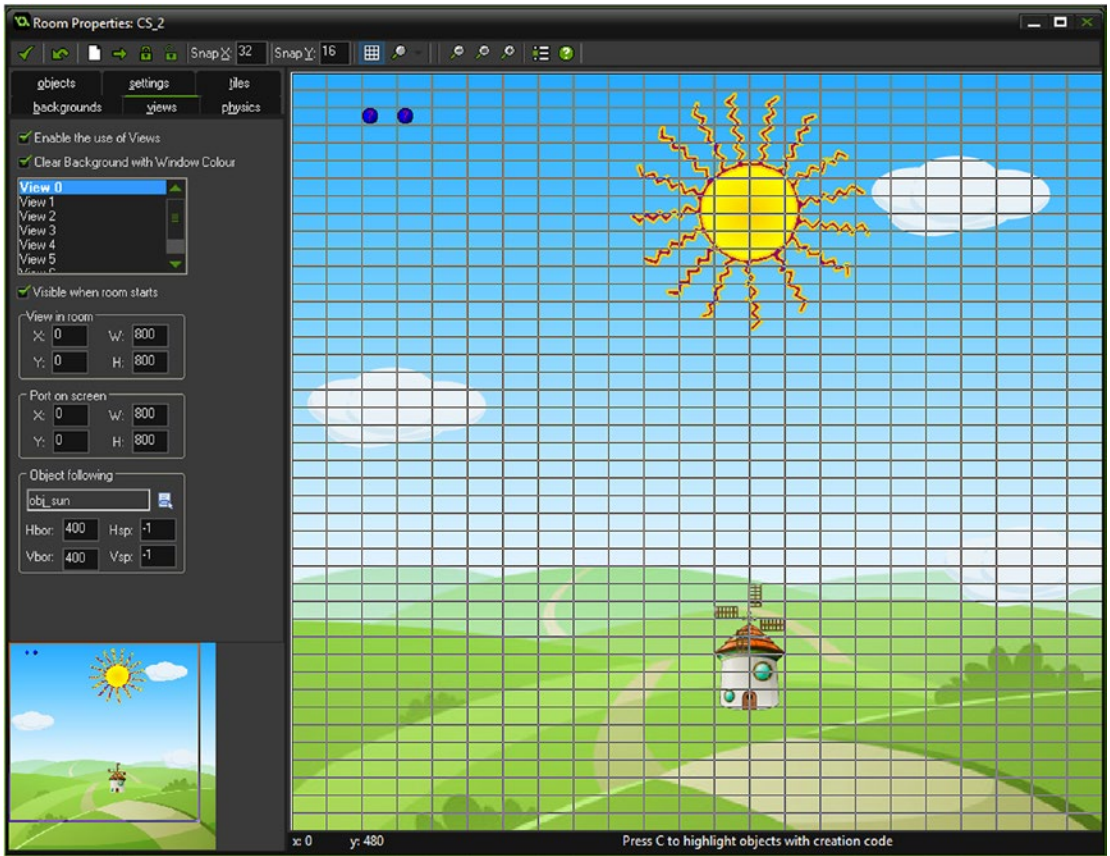 Room Properties: CS_2
Snap X: 32 Snap Y: 16
objects settings tiles
backgrounds views physics
Enable the use of Views
Clear Background with Window Colour
View 0
View 1
View 2
View 3
View 4
View 5
Visible when room starts
View in room
X: 0 W: 800
Y: 0 H: 800
Port on screen
X: 0 W: 800
Y: 0 H: 800
Object following
obj_sun
Hbor: 400 Hsp: -1
Vbor: 400 Vsp: -1
x: 0 y: 480 Press C to highlight objects with creation code